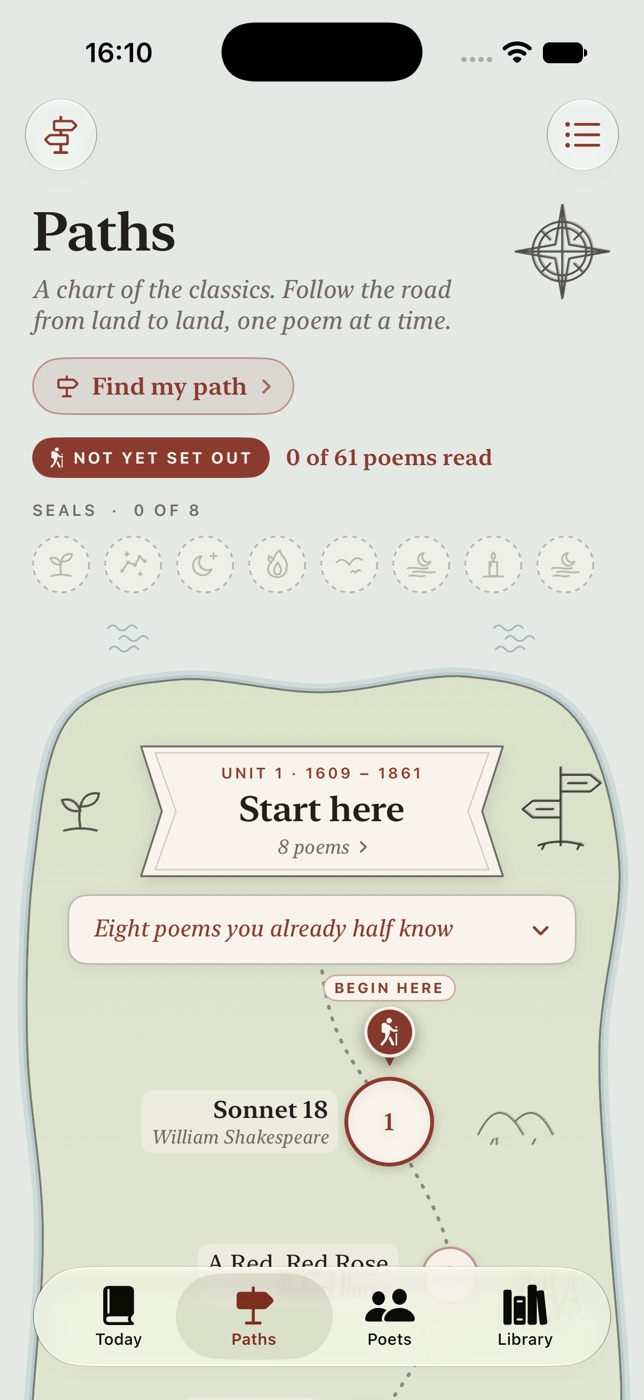 16:10
Paths
A chart of the classics. Follow the road
from land to land, one poem at a time.
Find my path
NOT YET SET OUT
0 of 61 poems read
SEALS · 0 OF 8
UNIT 1 · 1609 – 1861
Start here
8 poems
Eight poems you already half know
BEGIN HERE
Sonnet 18
William Shakespeare
1
A Red, Red Rose
Today
Paths
Poets
Library